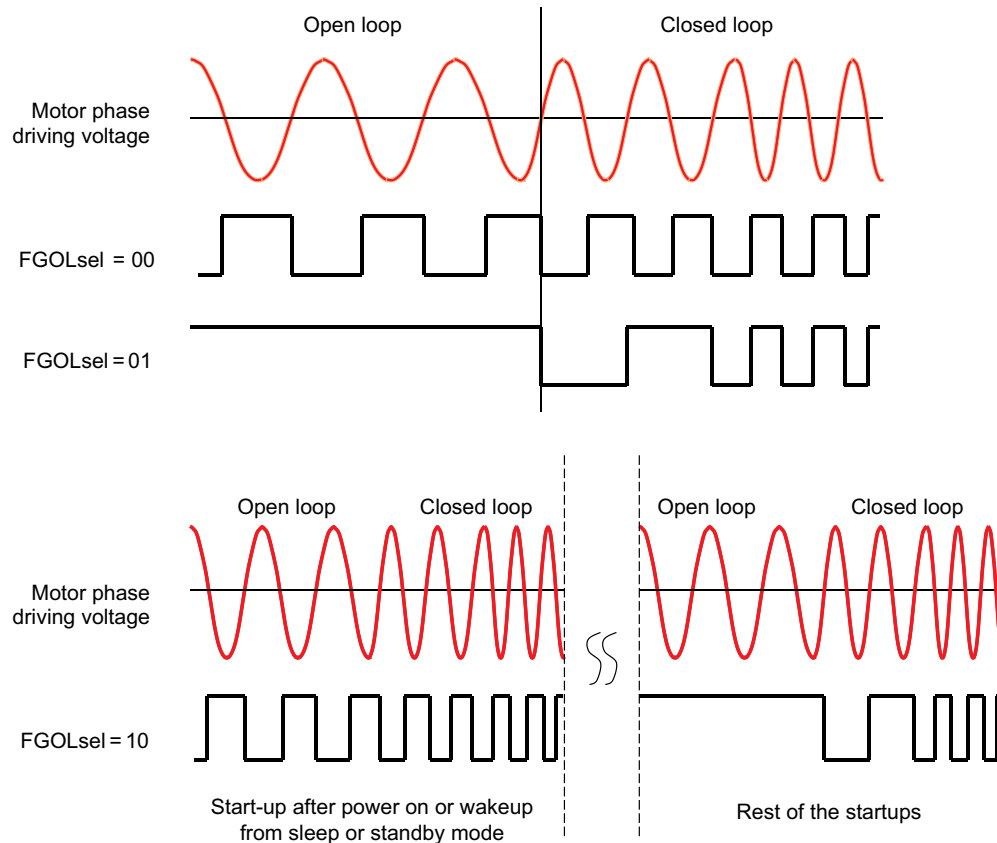 Open loop
Closed loop
Motor phase
driving voltage
FGOLsel = 00
FGOLsel = 01
Open loop
Closed loop
Open loop
Closed loop
Motor phase
driving voltage
FGOLsel = 10
Start-up after power on or wakeup
from sleep or standby mode
Rest of the startups